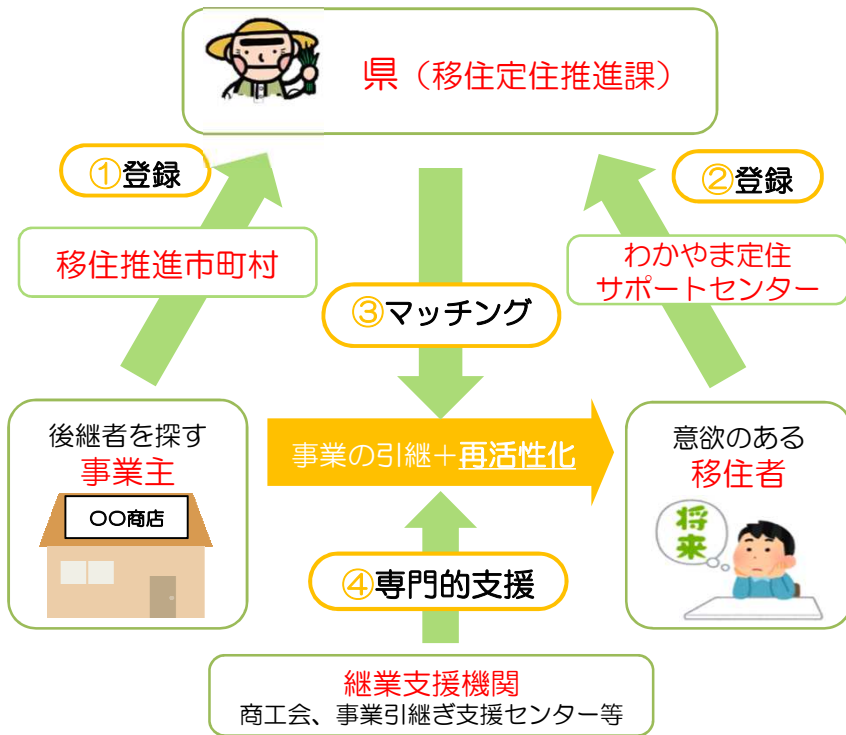 県（移住定住推進課）
①登録
②登録
移住推進市町村
わかやま定住
サポートセンター
③マッチング
後継者を探す
事業主
〇〇商店
事業の引継＋再活性化
意欲のある
移住者
将来
④専門的支援
継業支援機関
商工会、事業引継ぎ支援センター等